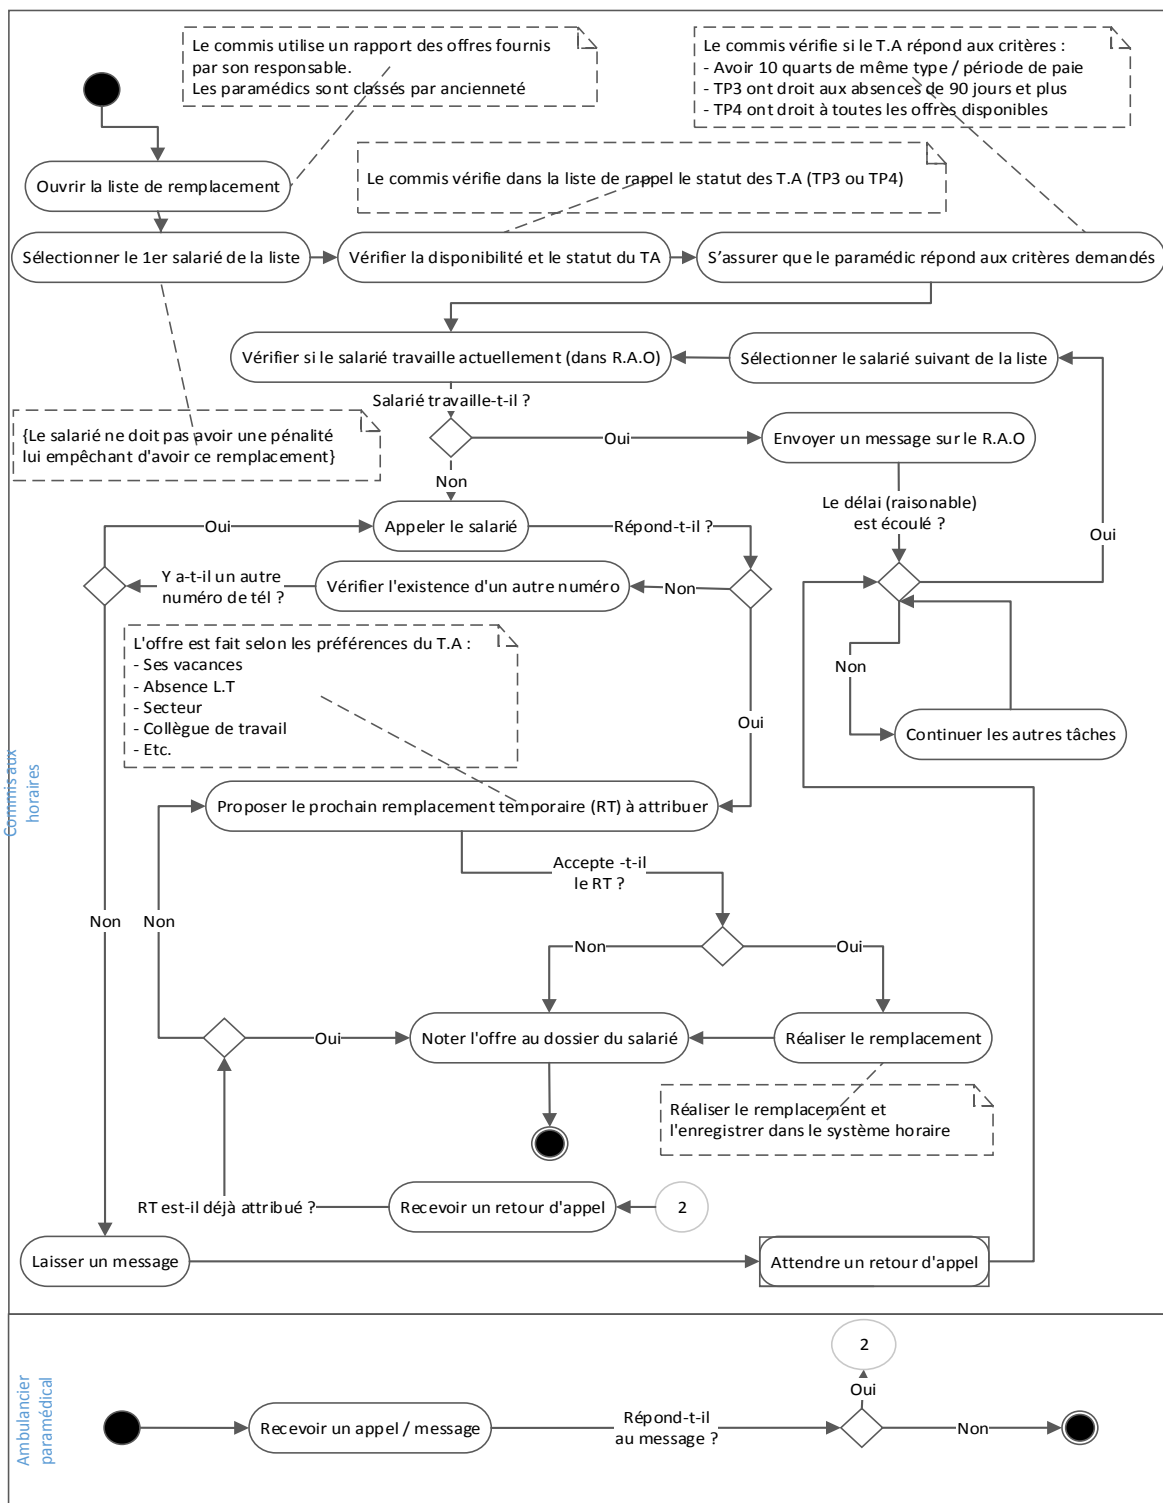 Le commis utilise un rapport des offres fournis
par son responsable.
Les paramédics sont classés par ancienneté
Le commis vérifie si le T.A répond aux critères :
- Avoir 10 quarts de même type / période de paie
- TP3 ont droit aux absences de 90 jours et plus
- TP4 ont droit à toutes les offres disponibles
Ouvrir la liste de remplacement
Le commis vérifie dans la liste de rappel le statut des T.A (TP3 ou TP4)
Sélectionner le 1er salarié de la liste
Vérifier la disponibilité et le statut du TA
S'assurer que le paramédic répond aux critères demandés
Vérifier si le salarié travaille actuellement (dans R.A.O)
Sélectionner le salarié suivant de la liste
Salarié travaille-t-il ?
{Le salarié ne doit pas avoir une pénalité
lui empêchant d'avoir ce remplacement}
Oui
Envoyer un message sur le R.A.O
Non
Le délai (raisonable)
est écoulé ?
Oui
Appeler le salarié
Répond-t-il ?
Oui
Y a-t-il un autre
numéro de tél ?
Vérifier l'existence d'un autre numéro
Non
L'offre est fait selon les préférences du T.A :
- Ses vacances
- Absence L.T
- Secteur
- Collègue de travail
- Etc.
Non
Oui
Continuer les autres tâches
Commis aux
horaires
Proposer le prochain remplacement temporaire (RT) à attribuer
Accepte -t-il
le RT ?
Non
Non
Non
Oui
Oui
Noter l'offre au dossier du salarié
Réaliser le remplacement
Réaliser le remplacement et
l'enregistrer dans le système horaire
RT est-il déjà attribué ?
Recevoir un retour d'appel
2
Laisser un message
Attendre un retour d'appel
Ambulancier
paramédical
2
Oui
Recevoir un appel / message
Répond-t-il
au message ?
Non